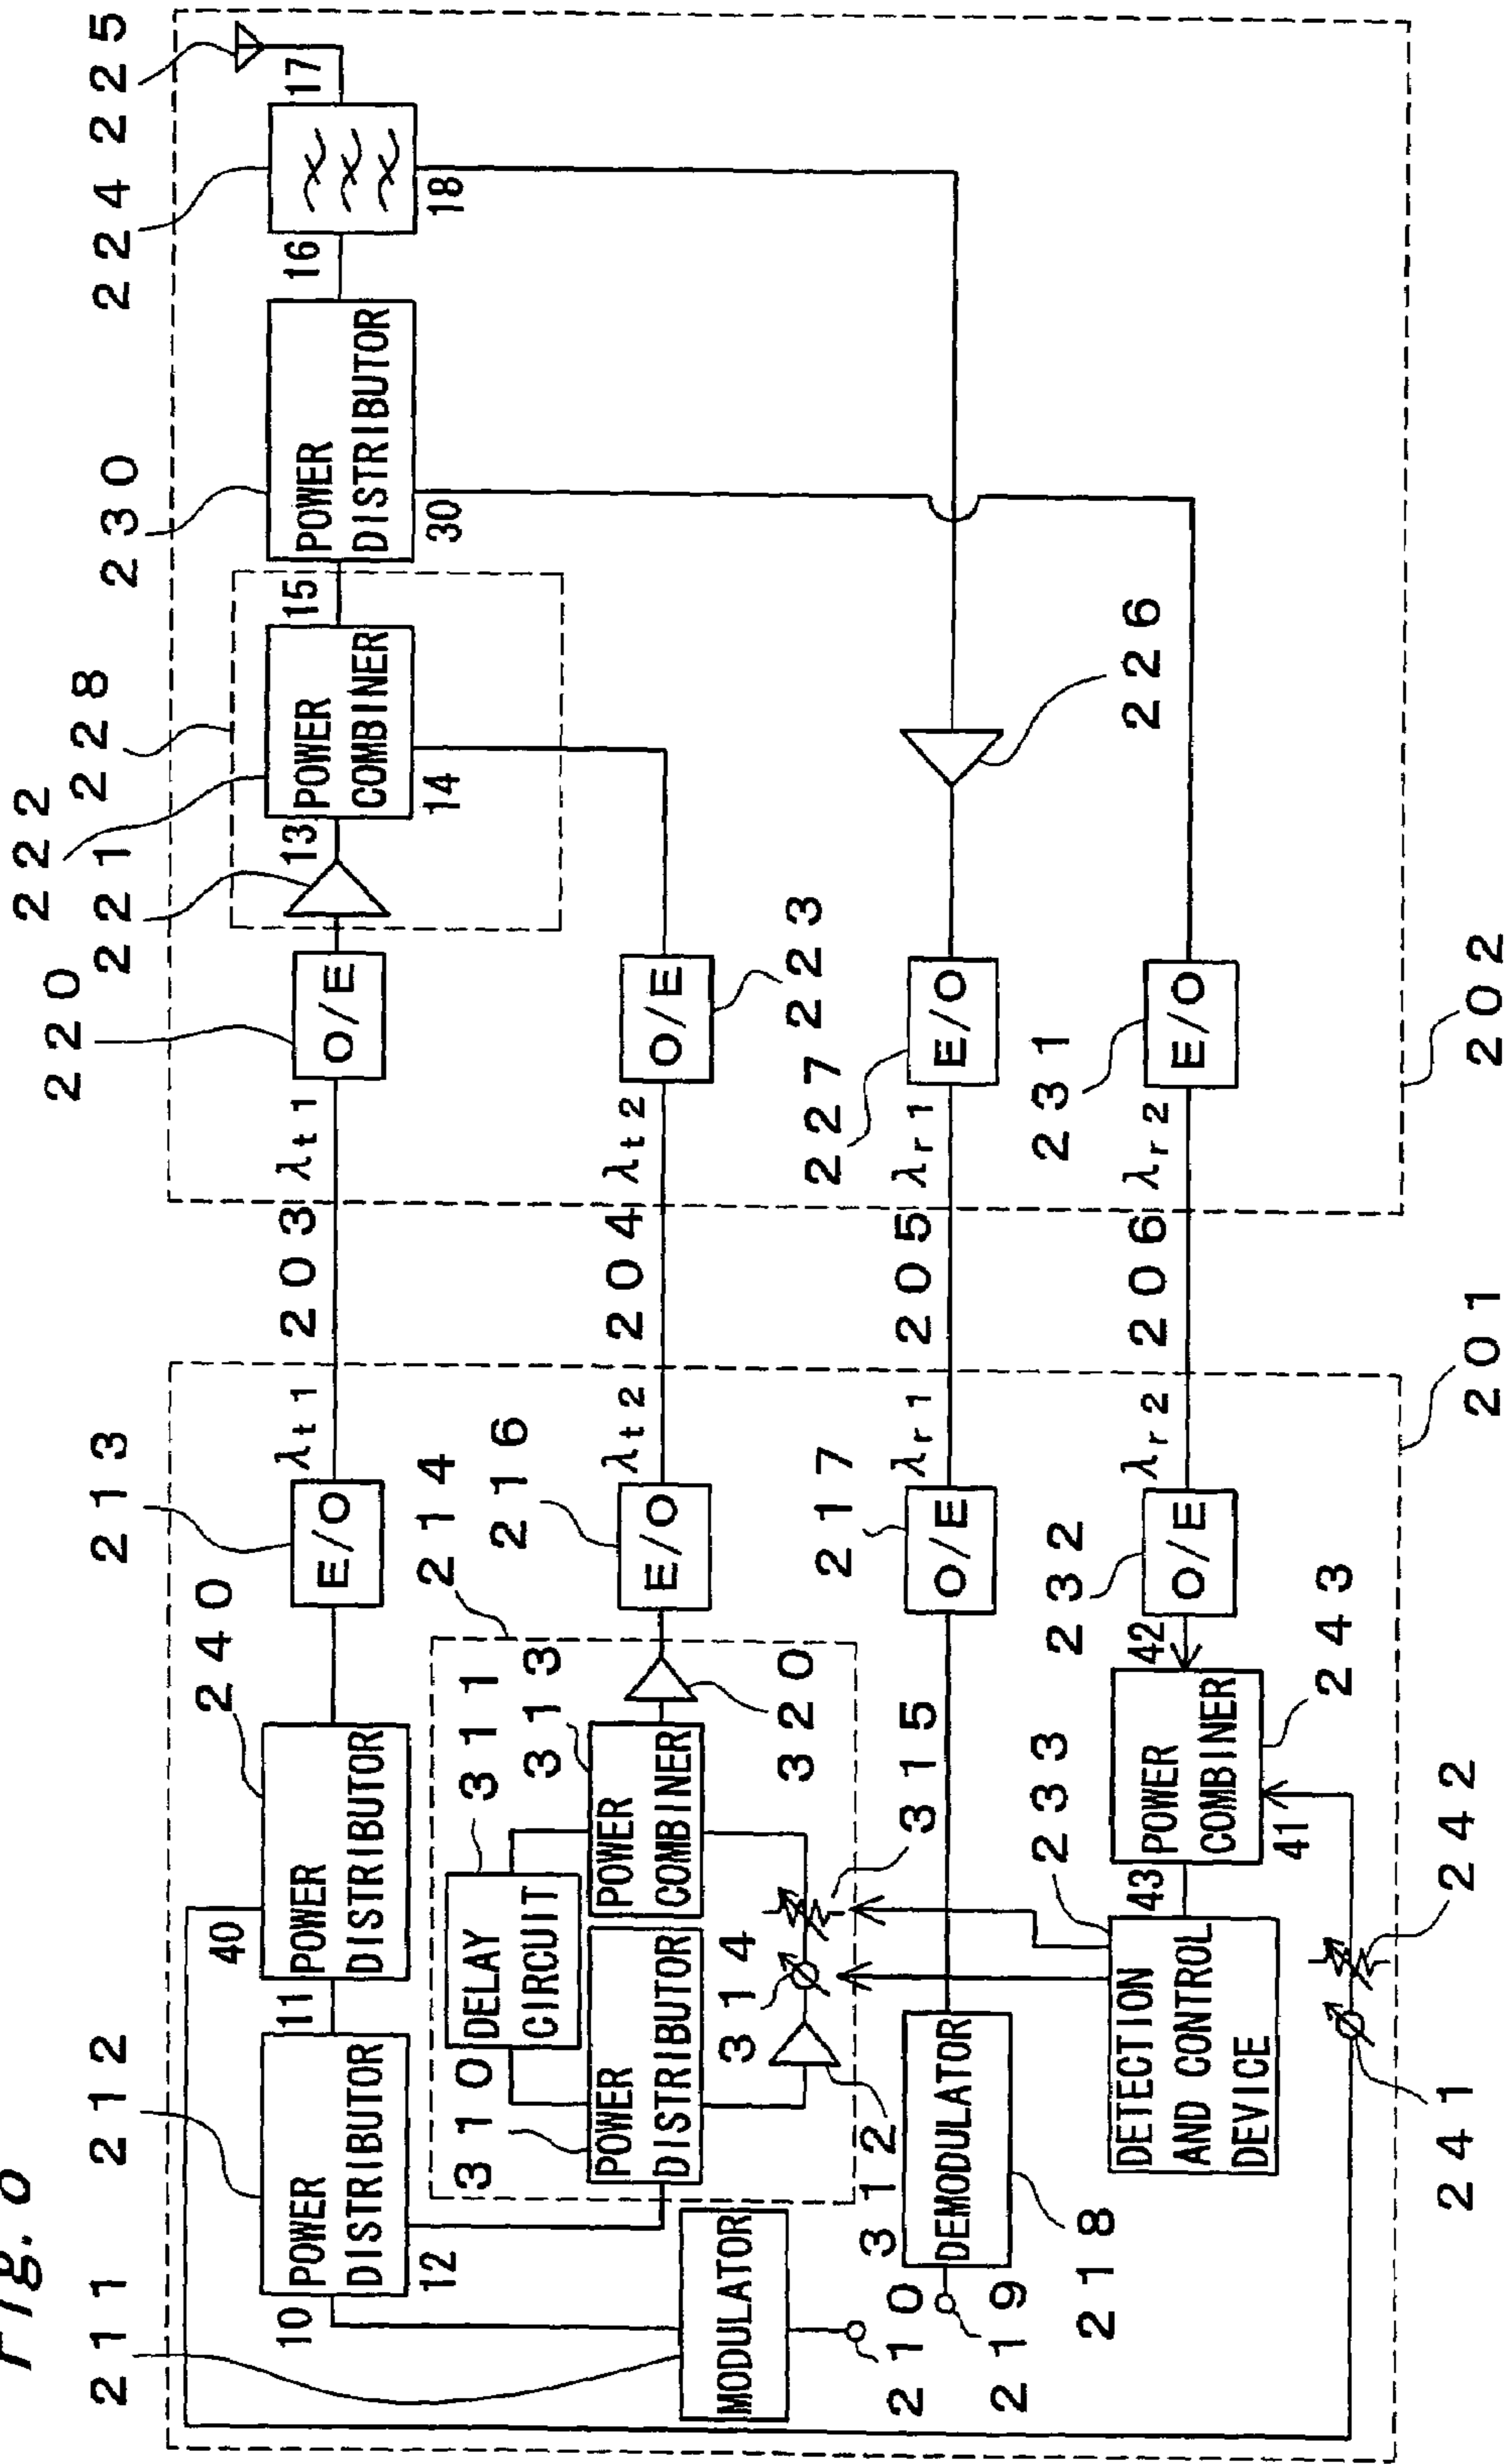 Fig.
211
212
240
213
220
221
222
228
230
224
225
10
POWER
DISTRIBUTOR
12
11
POWER
DISTRIBUTOR
40
E/O
λt1
203
λt1
O/E
13
POWER
COMBINER
14
15
POWER
DISTRIBUTOR
30
16
17
18
310
DELAY
CIRCUIT
311
313
214
216
POWER
DISTRIBUTOR
POWER
COMBINER
E/O
λt2
204
λt2
O/E
223
MODULATOR
314
320
210
312
315
217
219
DEMODULATOR
218
O/E
λr1
205
λr1
E/O
227
226
233
232
231
DETECTION
AND CONTROL
DEVICE
43
POWER
COMBINER
41
42
O/E
λr2
206
λr2
E/O
243
241
242
201
202